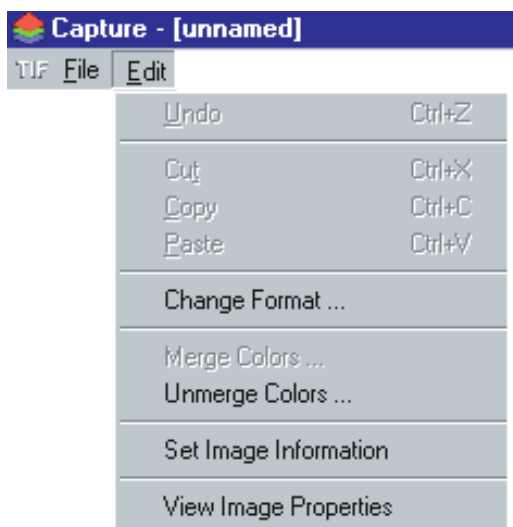 Capture - [unnamed]
TIF File Edit
Undo Ctrl+Z
Cut Ctrl+X
Copy Ctrl+C
Paste Ctrl+V
Change Format ...
Merge Colors ...
Unmerge Colors ...
Set Image Information
View Image Properties